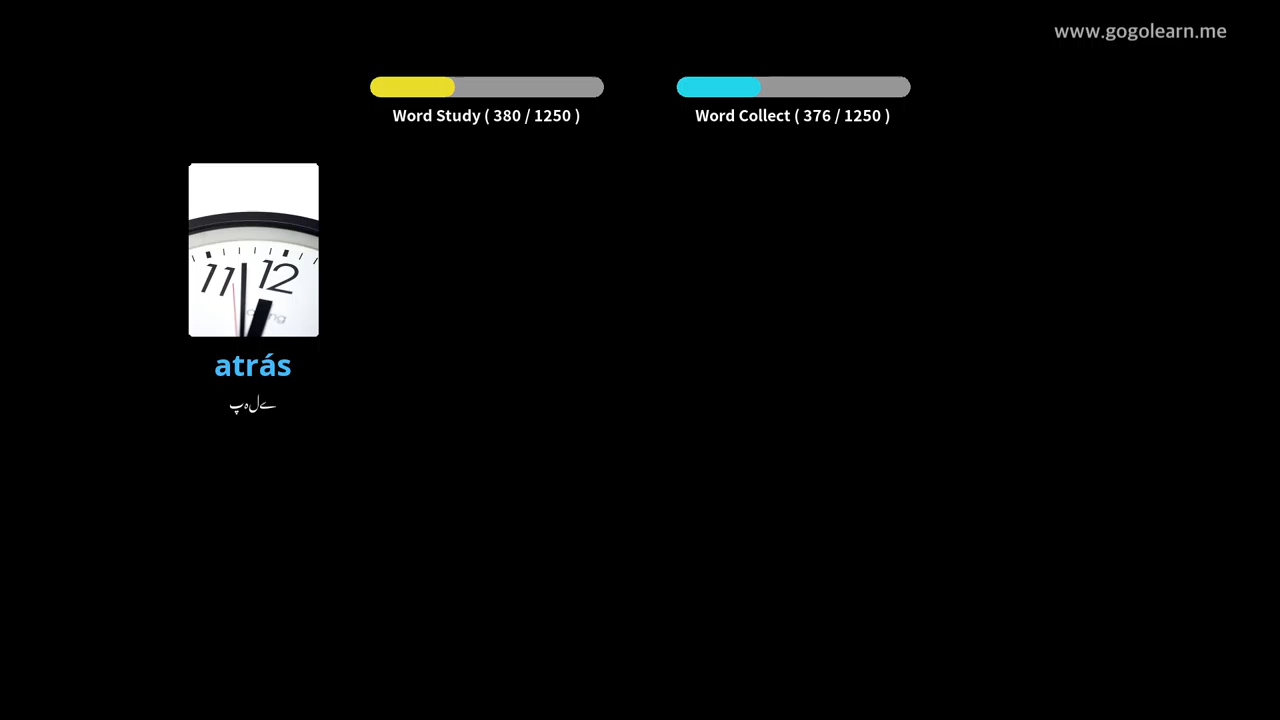 www.gogolearn.me
Word Study ( 380 / 1250 )
Word Collect ( 376 / 1250 )
11 12
atrás
پہلے